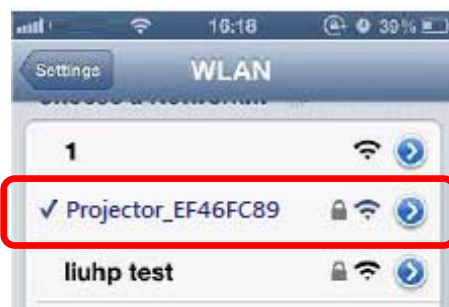 16:18 39%
Settings WLAN
1
✓ Projector_EF46FC89
liuhp test